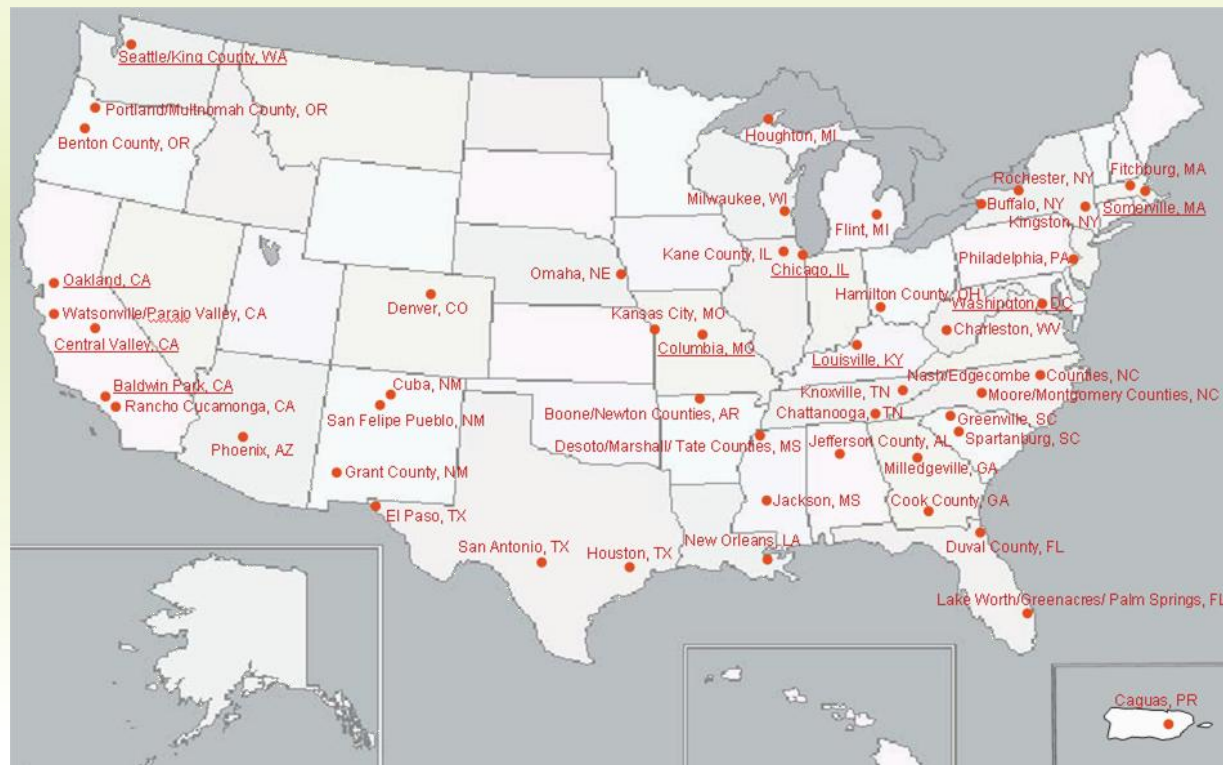 Seattle/King County, WA
Portland/Multnomah County, OR
Benton County, OR
Houghton, MI
Fitchburg, MA
Rochester, NY
Milwaukee, WI
Buffalo, NY
Somerville, MA
Kingston, NY
Flint, MI
Kane County, IL
Philadelphia, PA
Chicago, IL
Omaha, NE
Oakland, CA
Hamilton County, OH
Denver, CO
Washington, DC
Watsonville/Parajo Valley, CA
Kansas City, MO
Charleston, WV
Central Valley, CA
Columbia, MO
Louisville, KY
Nash/Edgecombe Counties, NC
Baldwin Park, CA
Cuba, NM
Knoxville, TN
Moore/Montgomery Counties, NC
Rancho Cucamonga, CA
Boone/Newton Counties, AR
Chattanooga, TN
San Felipe Pueblo, NM
Greenville, SC
Spartanburg, SC
Desoto/Marshall/ Tate Counties, MS
Jefferson County, AL
Phoenix, AZ
Milledgeville, GA
Grant County, NM
Jackson, MS
Cook County, GA
El Paso, TX
New Orleans, LA
Duval County, FL
San Antonio, TX
Houston, TX
Lake Worth/Greenacres/ Palm Springs, FL
Caguas, PR